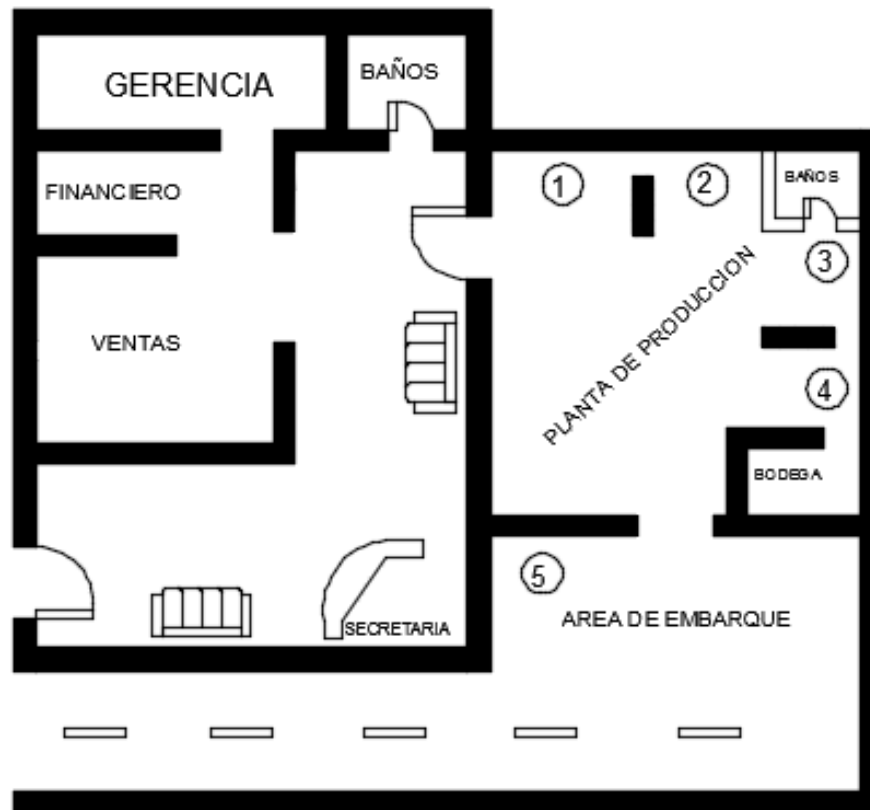 GERENCIA
BAÑOS
FINANCIERO
1
2
BAÑOS
3
VENTAS
PLANTA DE PRODUCCION
4
BODEGA
5
AREA DE EMBARQUE
SECRETARIA